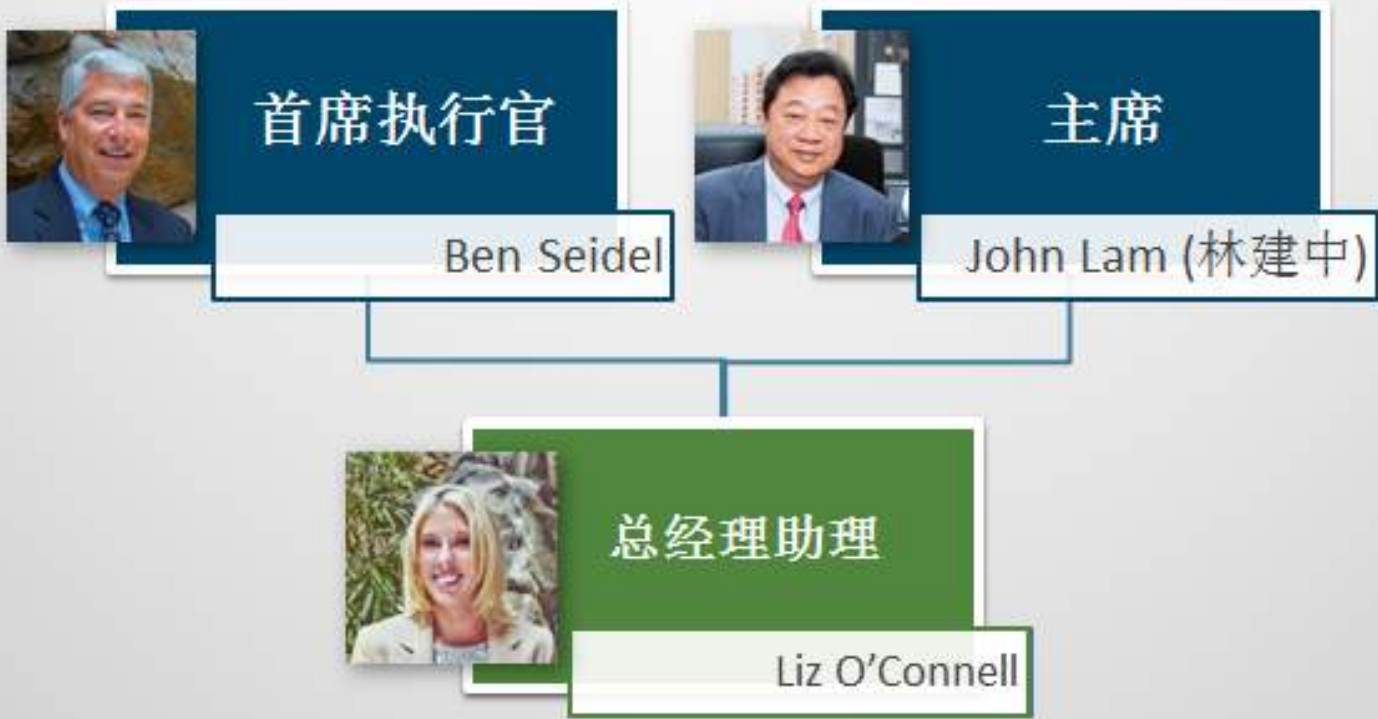 首席执行官
Ben Seidel
主席
John Lam (林建中)
总经理助理
Liz O’Connell